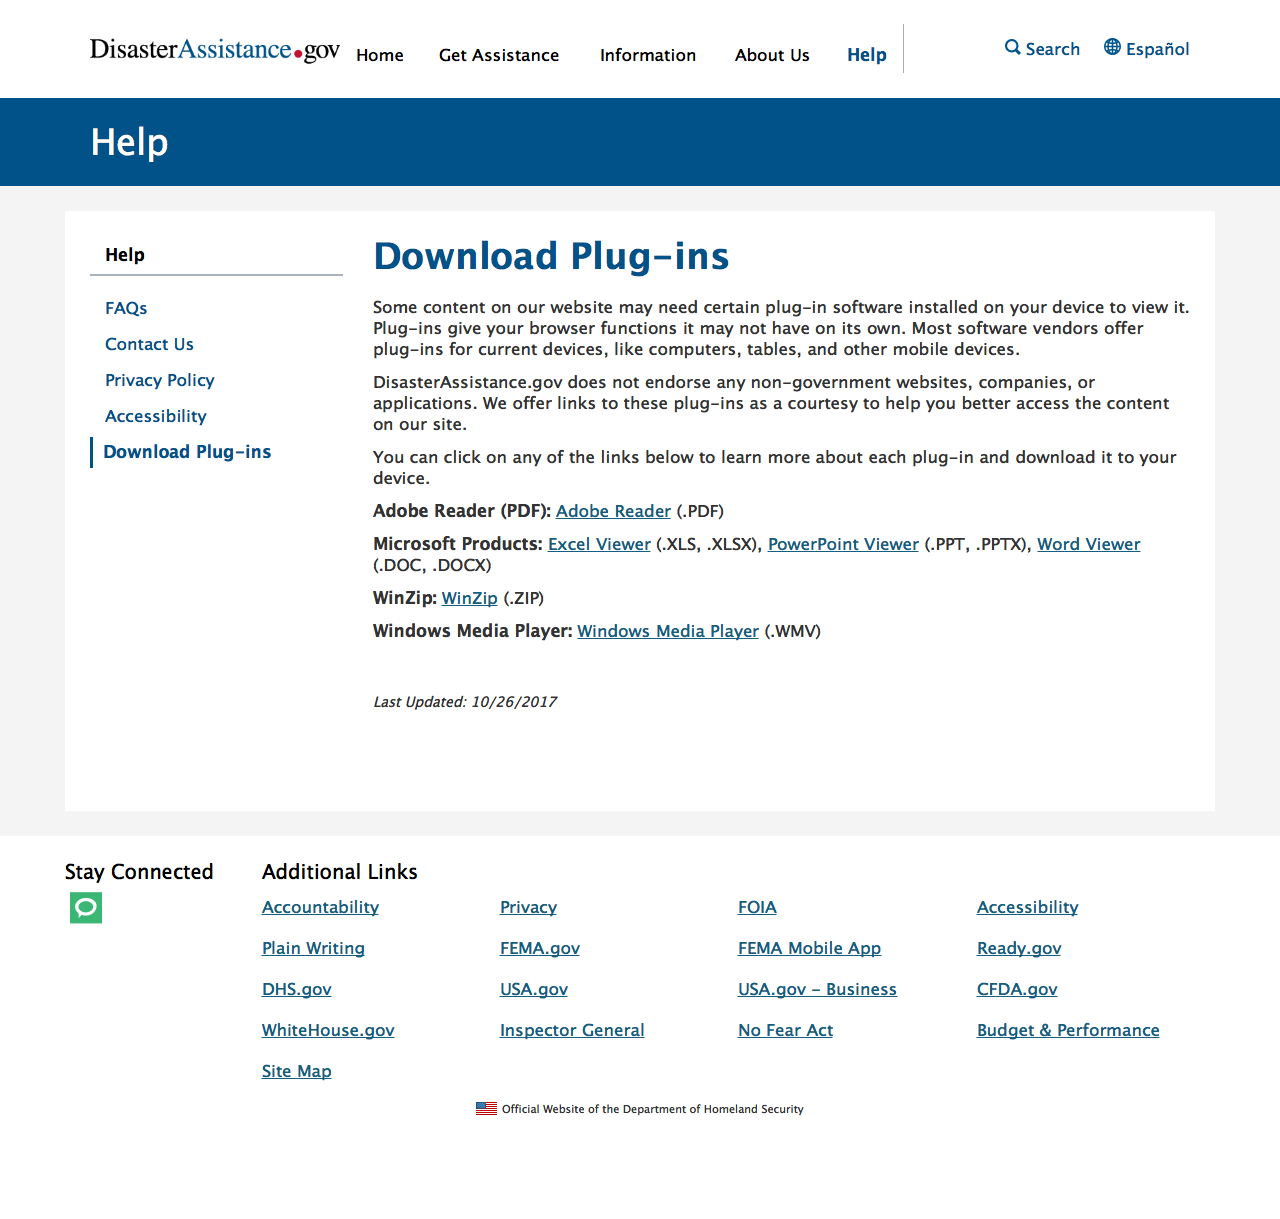 DisasterAssistance.gov Home Get Assistance Information About Us Help Search Español
Help
Help
FAQs
Contact Us
Privacy Policy
Accessibility
Download Plug-ins
Download Plug-ins
Some content on our website may need certain plug-in software installed on your device to view it.
Plug-ins give your browser functions it may not have on its own. Most software vendors offer
plug-ins for current devices, like computers, tables, and other mobile devices.
DisasterAssistance.gov does not endorse any non-government websites, companies, or
applications. We offer links to these plug-ins as a courtesy to help you better access the content
on our site.
You can click on any of the links below to learn more about each plug-in and download it to your
device.
Adobe Reader (PDF): Adobe Reader (.PDF)
Microsoft Products: Excel Viewer (.XLS, .XLSX), PowerPoint Viewer (.PPT, .PPTX), Word Viewer
(.DOC, .DOCX)
WinZip: WinZip (.ZIP)
Windows Media Player: Windows Media Player (.WMV)
Last Updated: 10/26/2017
Stay Connected
Additional Links
Accountability Privacy FOIA Accessibility
Plain Writing FEMA.gov FEMA Mobile App Ready.gov
DHS.gov USA.gov USA.gov - Business CFDA.gov
WhiteHouse.gov Inspector General No Fear Act Budget & Performance
Site Map
Official Website of the Department of Homeland Security